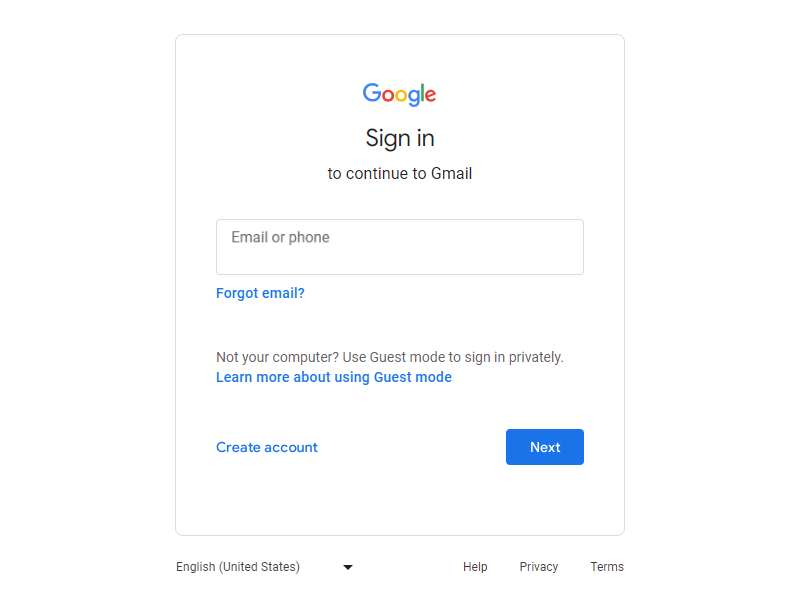 Google
Sign in
to continue to Gmail
Email or phone
Forgot email?
Not your computer? Use Guest mode to sign in privately.
Learn more about using Guest mode
Create account
Next
English (United States)
Help
Privacy
Terms